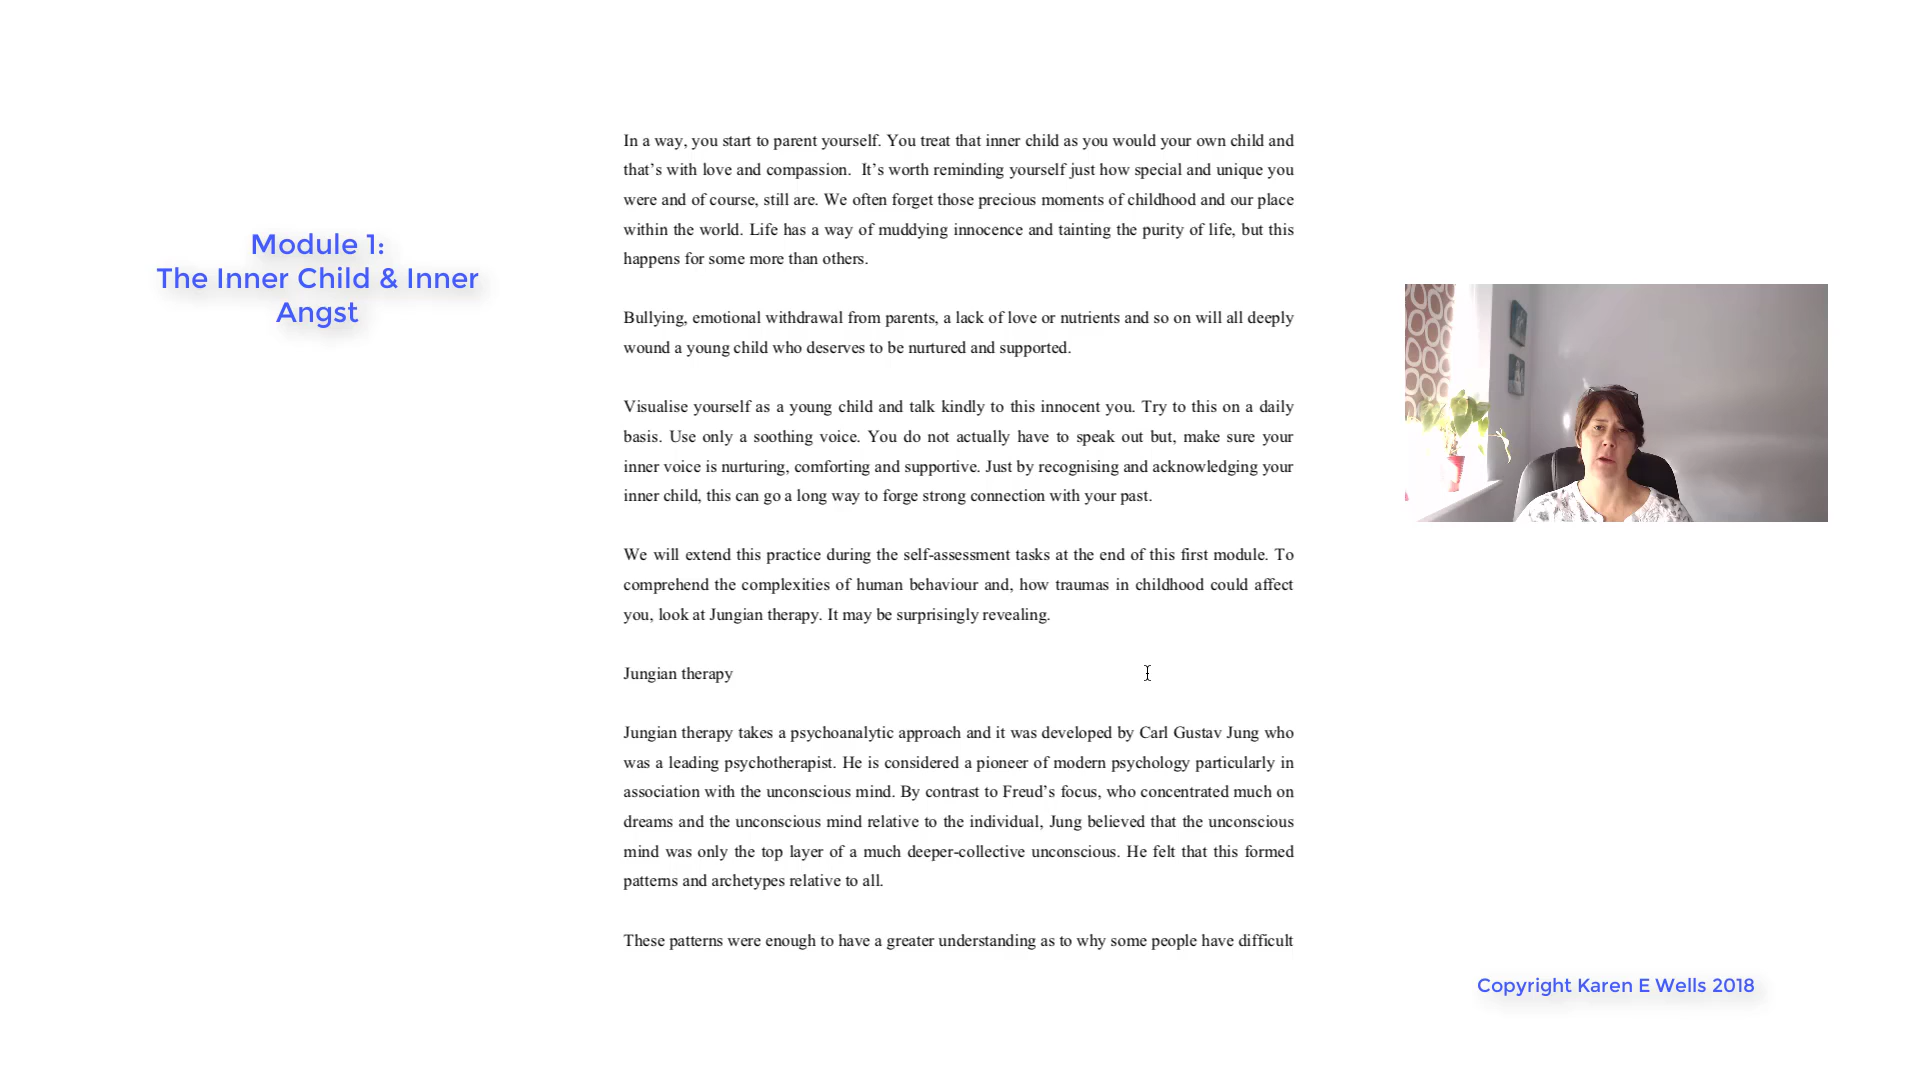 Module 1:
The Inner Child & Inner
Angst
In a way, you start to parent yourself. You treat that inner child as you would your own child and
that's with love and compassion.  It's worth reminding yourself just how special and unique you
were and of course, still are. We often forget those precious moments of childhood and our place
within the world. Life has a way of muddying innocence and tainting the purity of life, but this
happens for some more than others.
Bullying, emotional withdrawal from parents, a lack of love or nutrients and so on will all deeply
wound a young child who deserves to be nurtured and supported.
Visualise yourself as a young child and talk kindly to this innocent you. Try to this on a daily
basis. Use only a soothing voice. You do not actually have to speak out but, make sure your
inner voice is nurturing, comforting and supportive. Just by recognising and acknowledging your
inner child, this can go a long way to forge strong connection with your past.
We will extend this practice during the self-assessment tasks at the end of this first module. To
comprehend the complexities of human behaviour and, how traumas in childhood could affect
you, look at Jungian therapy. It may be surprisingly revealing.
Jungian therapy
Jungian therapy takes a psychoanalytic approach and it was developed by Carl Gustav Jung who
was a leading psychotherapist. He is considered a pioneer of modern psychology particularly in
association with the unconscious mind. By contrast to Freud's focus, who concentrated much on
dreams and the unconscious mind relative to the individual, Jung believed that the unconscious
mind was only the top layer of a much deeper-collective unconscious. He felt that this formed
patterns and archetypes relative to all.
These patterns were enough to have a greater understanding as to why some people have difficult
Copyright Karen E Wells 2018